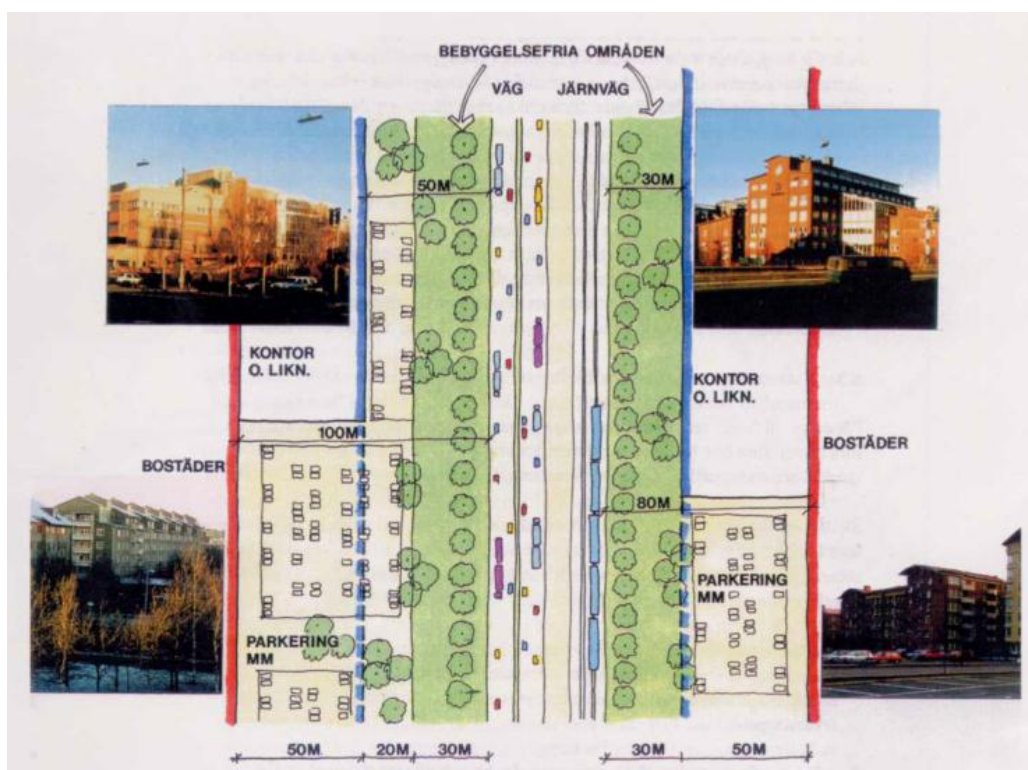 BEBYGGELSEFRIA OMRÅDEN
VÄG
JÄRNVÄG
50M
30M
KONTOR
O. LIKN.
KONTOR
O. LIKN.
100M
BOSTÄDER
BOSTÄDER
80M
PARKERING
MM
PARKERING
MM
50M
20M
30M
30M
50M